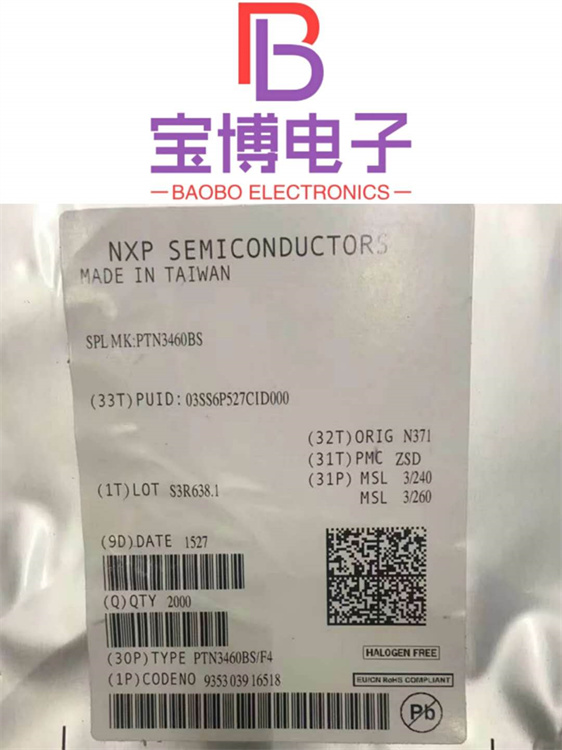 宝博电子
BAOBO ELECTRONICS
NXP SEMICONDUCTORS
MADE IN TAIWAN
SPL MK:PTN3460BS
(33T)PUID: 03SS6P527CID000
(32T)ORIG N371
(31T)PMC ZSD
(31P) MSL 3/240
MSL 3/260
(1T)LOT S3R638.1
(9D)DATE 1527
(Q)QTY 2000
(30P)TYPE PTN3460BS/F4
(1P)CODENO 9353 039 16518
HALOGEN FREE
EU/CN RoHS COMPLIANT
Pb